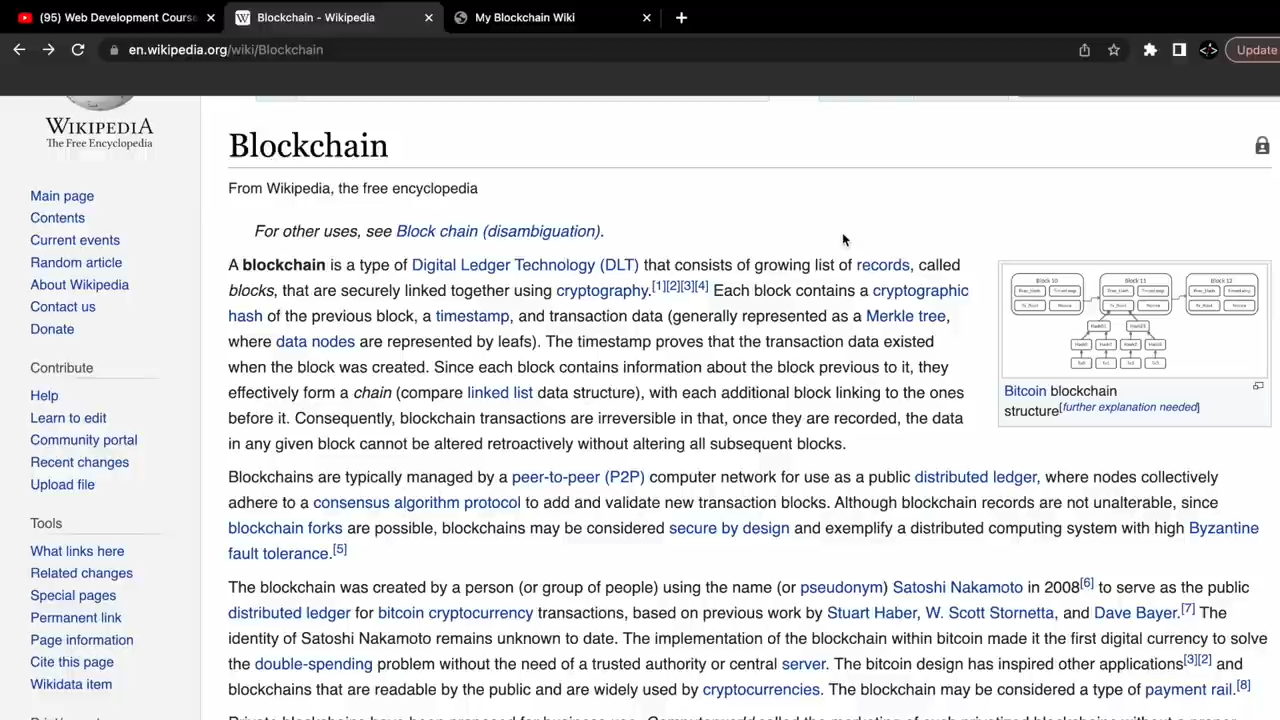 (95) Web Development Course
Blockchain - Wikipedia
My Blockchain Wiki
en.wikipedia.org/wiki/Blockchain
Update
WIKIPEDIA
The Free Encyclopedia
Main page
Contents
Current events
Random article
About Wikipedia
Contact us
Donate
Contribute
Help
Learn to edit
Community portal
Recent changes
Upload file
Tools
What links here
Related changes
Special pages
Permanent link
Page information
Cite this page
Wikidata item
Blockchain
From Wikipedia, the free encyclopedia
For other uses, see Block chain (disambiguation).
A blockchain is a type of Digital Ledger Technology (DLT) that consists of growing list of records, called
blocks, that are securely linked together using cryptography.[1][2][3][4] Each block contains a cryptographic
hash of the previous block, a timestamp, and transaction data (generally represented as a Merkle tree,
where data nodes are represented by leafs). The timestamp proves that the transaction data existed
when the block was created. Since each block contains information about the block previous to it, they
effectively form a chain (compare linked list data structure), with each additional block linking to the ones
before it. Consequently, blockchain transactions are irreversible in that, once they are recorded, the data
in any given block cannot be altered retroactively without altering all subsequent blocks.
Block 10
Block 11
Block 12
Bitcoin blockchain
structure[further explanation needed]
Blockchains are typically managed by a peer-to-peer (P2P) computer network for use as a public distributed ledger, where nodes collectively
adhere to a consensus algorithm protocol to add and validate new transaction blocks. Although blockchain records are not unalterable, since
blockchain forks are possible, blockchains may be considered secure by design and exemplify a distributed computing system with high Byzantine
fault tolerance.[5]
The blockchain was created by a person (or group of people) using the name (or pseudonym) Satoshi Nakamoto in 2008[6] to serve as the public
distributed ledger for bitcoin cryptocurrency transactions, based on previous work by Stuart Haber, W. Scott Stornetta, and Dave Bayer.[7] The
identity of Satoshi Nakamoto remains unknown to date. The implementation of the blockchain within bitcoin made it the first digital currency to solve
the double-spending problem without the need of a trusted authority or central server. The bitcoin design has inspired other applications[3][2] and
blockchains that are readable by the public and are widely used by cryptocurrencies. The blockchain may be considered a type of payment rail.[8]